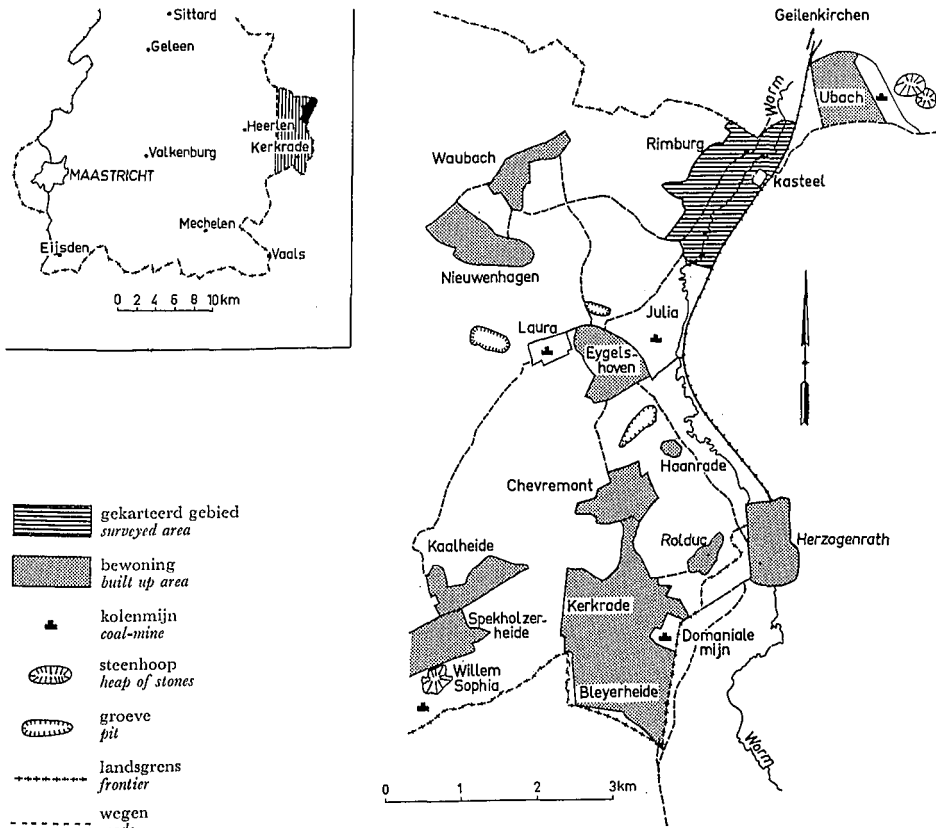 Sittard
Geleen
Heerlen
Kerkrade
Valkenburg
MAASTRICHT
Mechelen
Eijsden
Vaals
0 2 4 6 8 10km
Geilenkirchen
Ubach
Worm
Rimburg
kasteel
Waubach
Nieuwenhagen
Julia
Laura
Eygels-
hoven
Haanrade
Chevremont
Rolduc
Herzogenrath
Kaalheide
Kerkrade
Spekholzer-
heide
Domaniale
mijn
Willem
Sophia
Bleyerheide
Worm
0 1 2 3km
gekarteerd gebied
surveyed area
bewoning
built up area
kolenmijn
coal-mine
steenhoop
heap of stones
groeve
pit
landsgrens
frontier
wegen